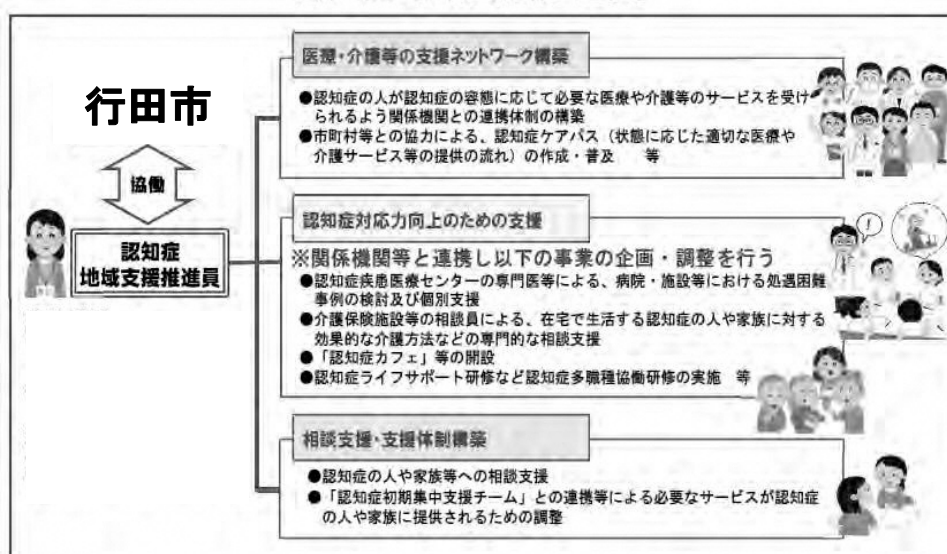 行田市
協働
認知症
地域支援推進員
医療・介護等の支援ネットワーク構築
●認知症の人が認知症の容態に応じて必要な医療や介護等のサービスを受け
られるよう関係機関との連携体制の構築
●市町村等との協力による、認知症ケアパス(状態に応じた適切な医療や
介護サービス等の提供の流れ)の作成・普及 等
認知症対応力向上のための支援
※関係機関等と連携し以下の事業の企画・調整を行う
●認知症疾患医療センターの専門医等による、病院・施設等における処遇困難
事例の検討及び個別支援
●介護保険施設等の相談員による、在宅で生活する認知症の人や家族に対する
効果的な介護方法などの専門的な相談支援
●「認知症カフェ」等の開設
●認知症ライフサポート研修など認知症多職種協働研修の実施 等
相談支援・支援体制構築
●認知症の人や家族等への相談支援
●「認知症初期集中支援チーム」との連携等による必要なサービスが認知症
の人や家族に提供されるための調整